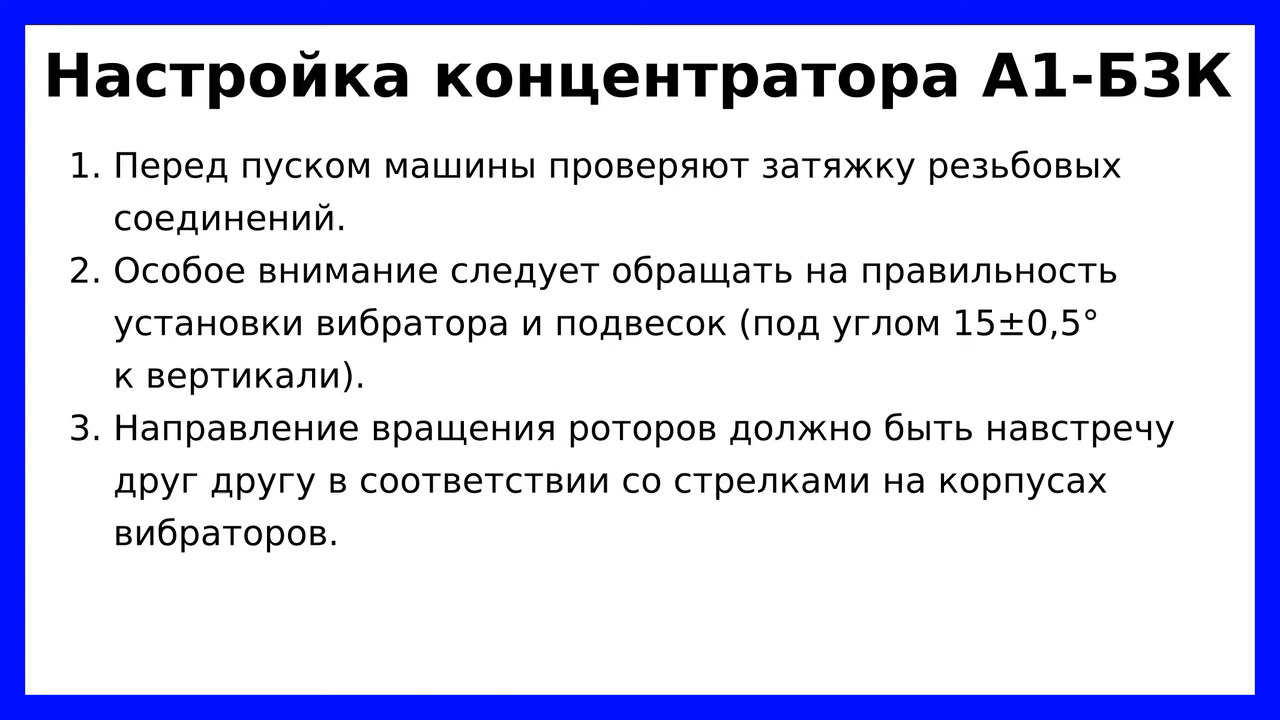 Настройка концентратора А1-БЗК
1. Перед пуском машины проверяют затяжку резьбовых
соединений.
2. Особое внимание следует обращать на правильность
установки вибратора и подвесок (под углом 15±0,5°
к вертикали).
3. Направление вращения роторов должно быть навстречу
друг другу в соответствии со стрелками на корпусах
вибраторов.